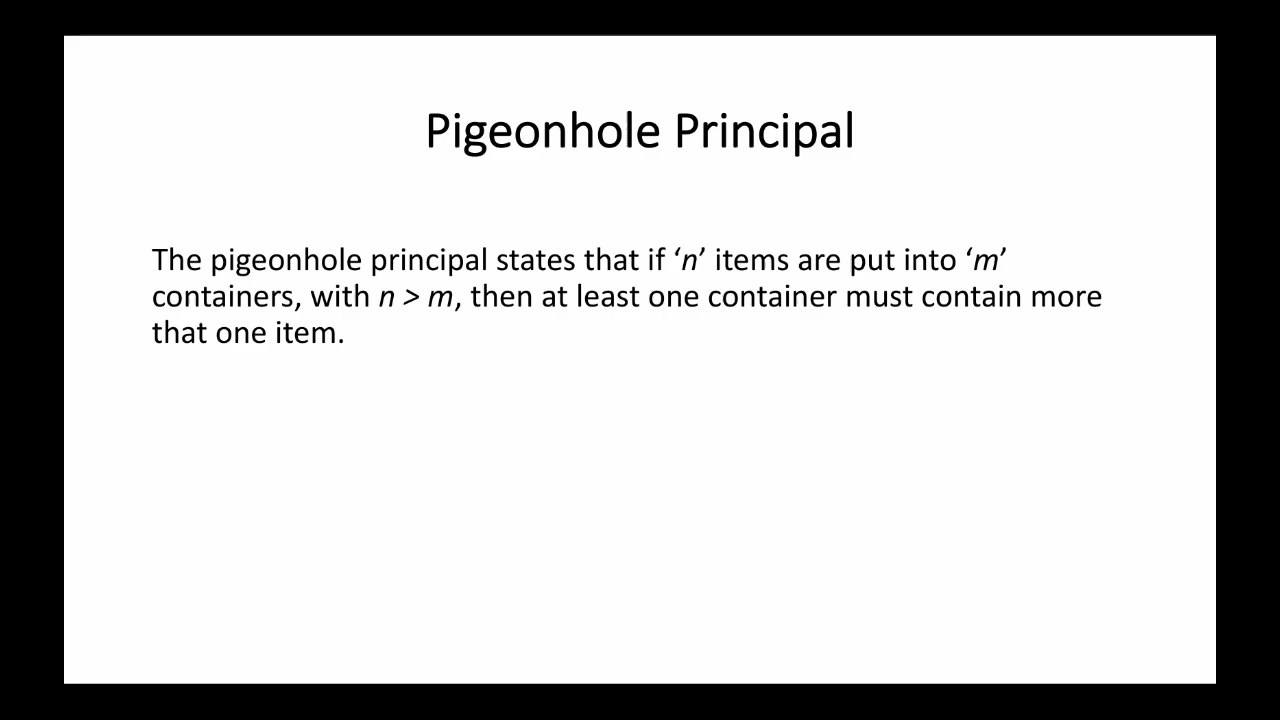 Pigeonhole Principal
The pigeonhole principal states that if ‘n’ items are put into ‘m’
containers, with n > m, then at least one container must contain more
that one item.